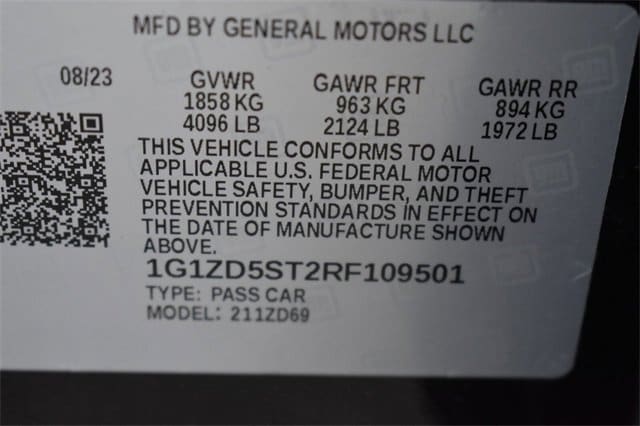 MFD BY GENERAL MOTORS LLC
08/23 GVWR GAWR FRT GAWR RR
1858 KG 963 KG 894 KG
4096 LB 2124 LB 1972 LB
THIS VEHICLE CONFORMS TO ALL
APPLICABLE U.S. FEDERAL MOTOR
VEHICLE SAFETY, BUMPER, AND THEFT
PREVENTION STANDARDS IN EFFECT ON
THE DATE OF MANUFACTURE SHOWN
ABOVE.
1G1ZD5ST2RF109501
TYPE: PASS CAR
MODEL: 211ZD69